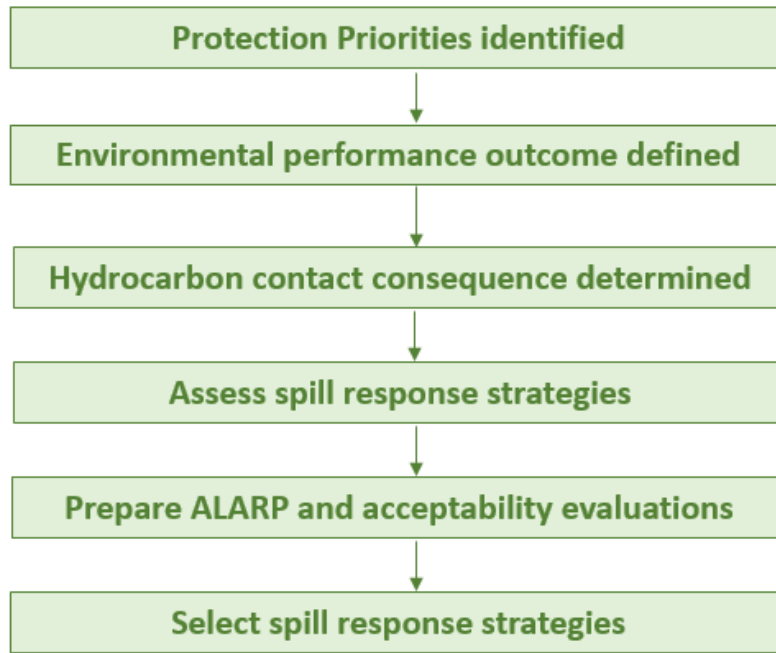 Protection Priorities identified
Environmental performance outcome defined
Hydrocarbon contact consequence determined
Assess spill response strategies
Prepare ALARP and acceptability evaluations
Select spill response strategies